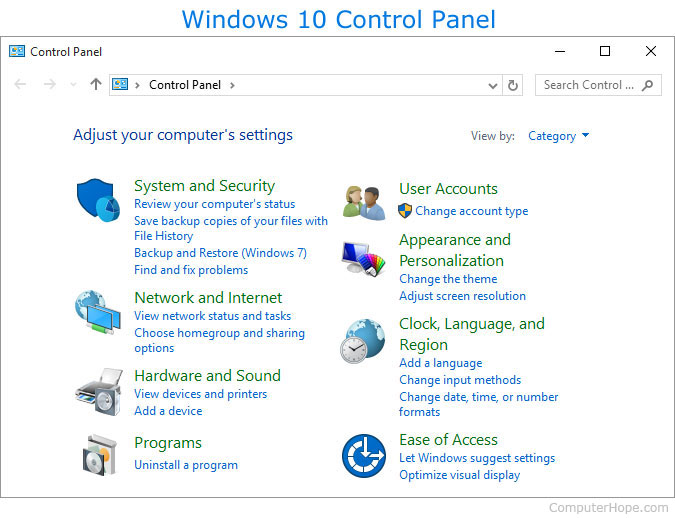 Windows 10 Control Panel
Control Panel
Control Panel
Search Control ...
Adjust your computer's settings
View by:
Category
System and Security
Review your computer's status
Save backup copies of your files with
File History
Backup and Restore (Windows 7)
Find and fix problems
Network and Internet
View network status and tasks
Choose homegroup and sharing
options
Hardware and Sound
View devices and printers
Add a device
Programs
Uninstall a program
User Accounts
Change account type
Appearance and
Personalization
Change the theme
Adjust screen resolution
Clock, Language, and
Region
Add a language
Change input methods
Change date, time, or number
formats
Ease of Access
Let Windows suggest settings
Optimize visual display
ComputerHope.com